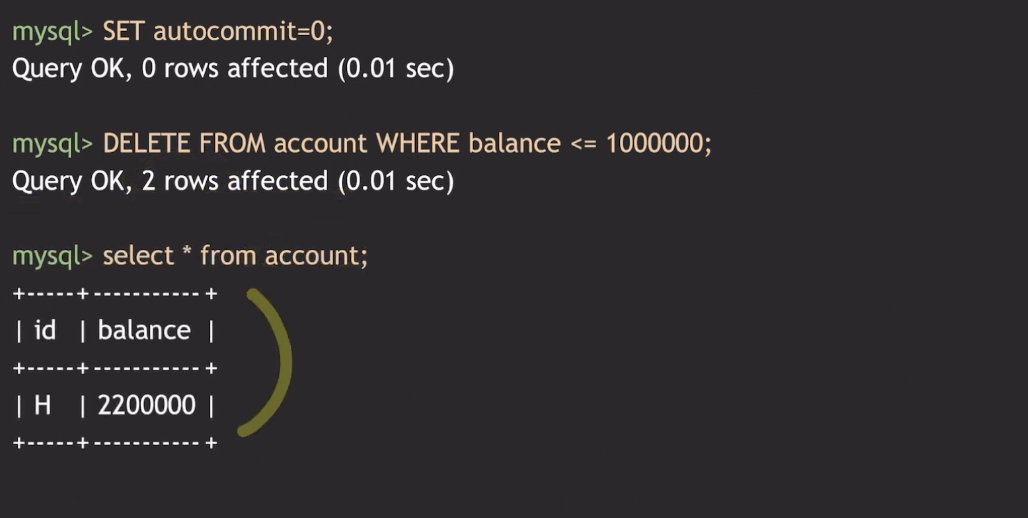 mysql> SET autocommit=0;
Query OK, 0 rows affected (0.01 sec)
mysql> DELETE FROM account WHERE balance <= 1000000;
Query OK, 2 rows affected (0.01 sec)
mysql> select * from account;
+-----+-----------+
| id | balance |
+-----+-----------+
| H | 2200000 |
+-----+-----------+